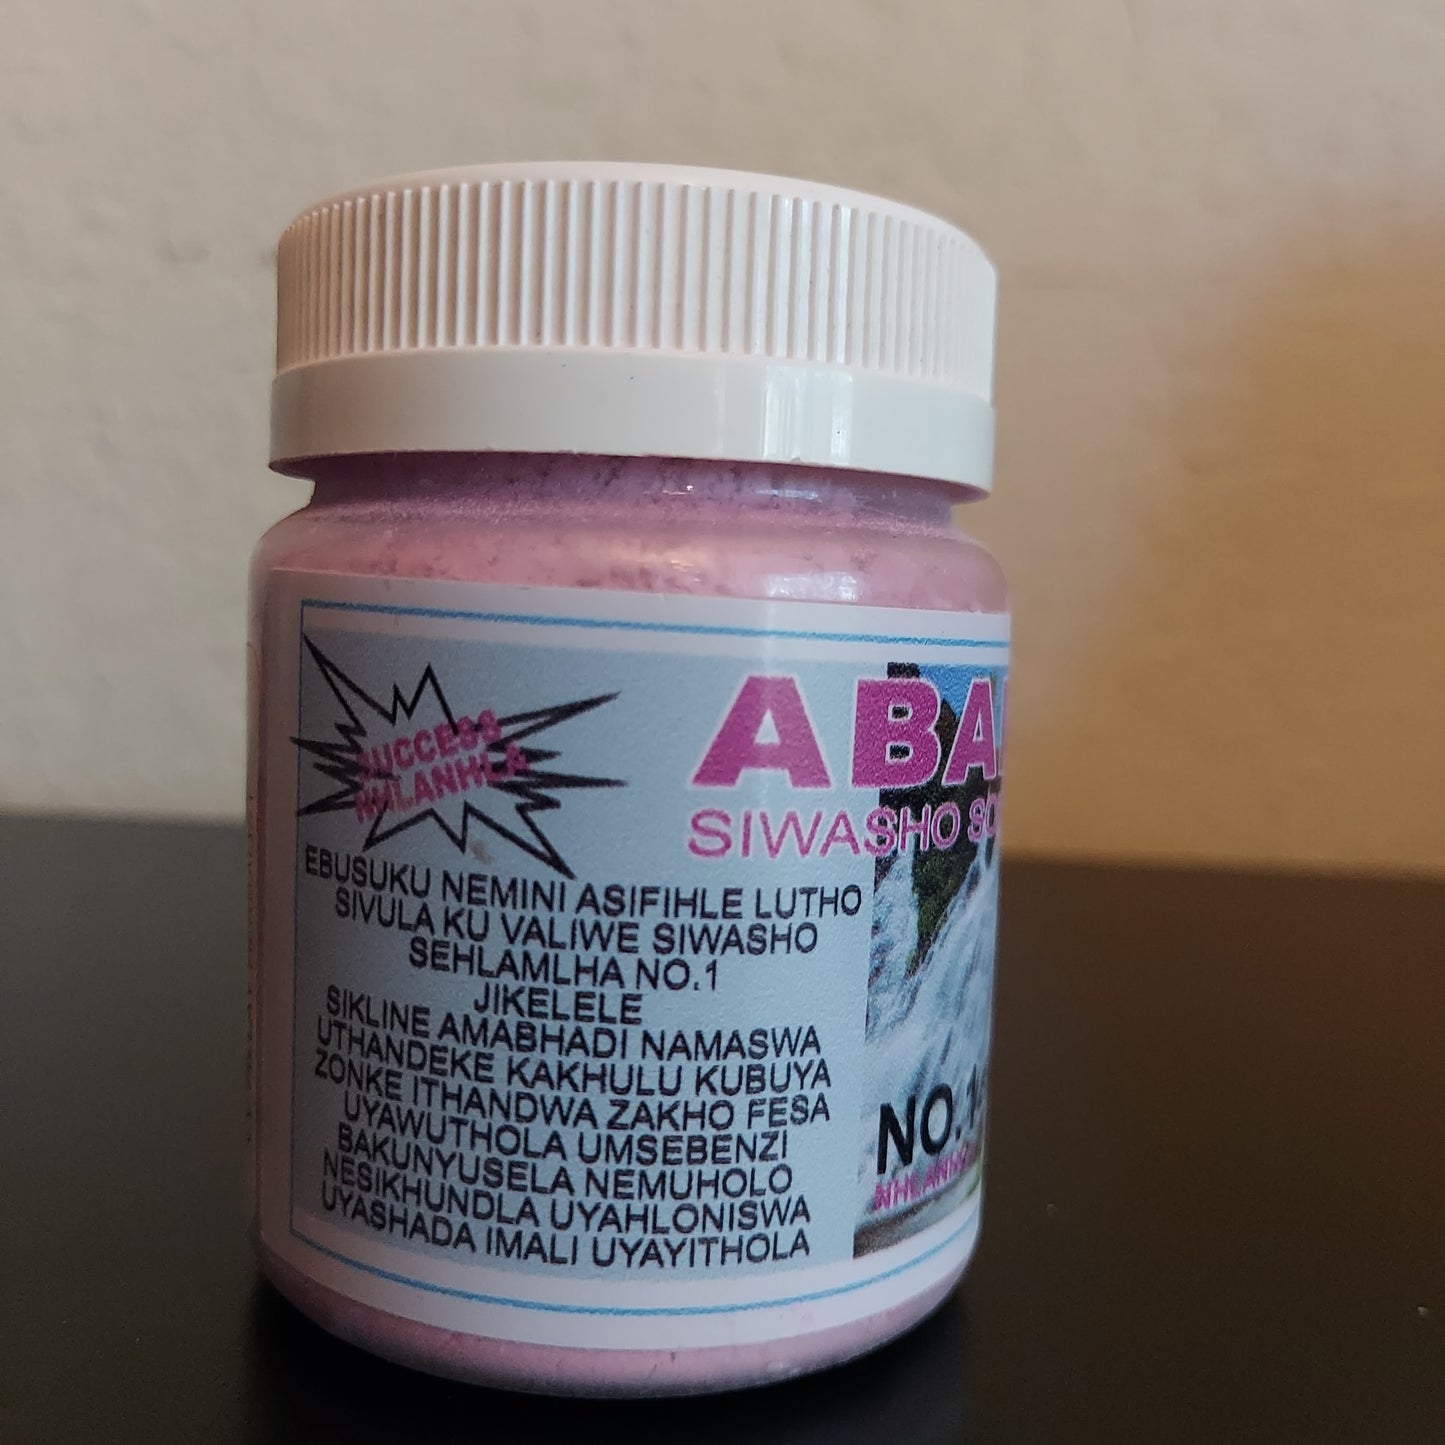 SUCCESS
NHLANHLA
ABA
SIWASHO
EBUSUKU NEMINI ASIFIHLE LUTHO
SIVULA KU VALIWE SIWASHO
SEHLAMLHA NO.1
JIKELELE
SIKLINE AMABHADI NAMASWA
UTHANDEKE KAKHULU KUBUYA
ZONKE ITHANDWA ZAKHO FESA
UYAWUTHOLA UMSEBENZI
BAKUNYUSELA NEMUHOLO
NESIKHUNDLA UYAHLONISWA
UYASHADA IMALI UYAYITHOLA
NO.1